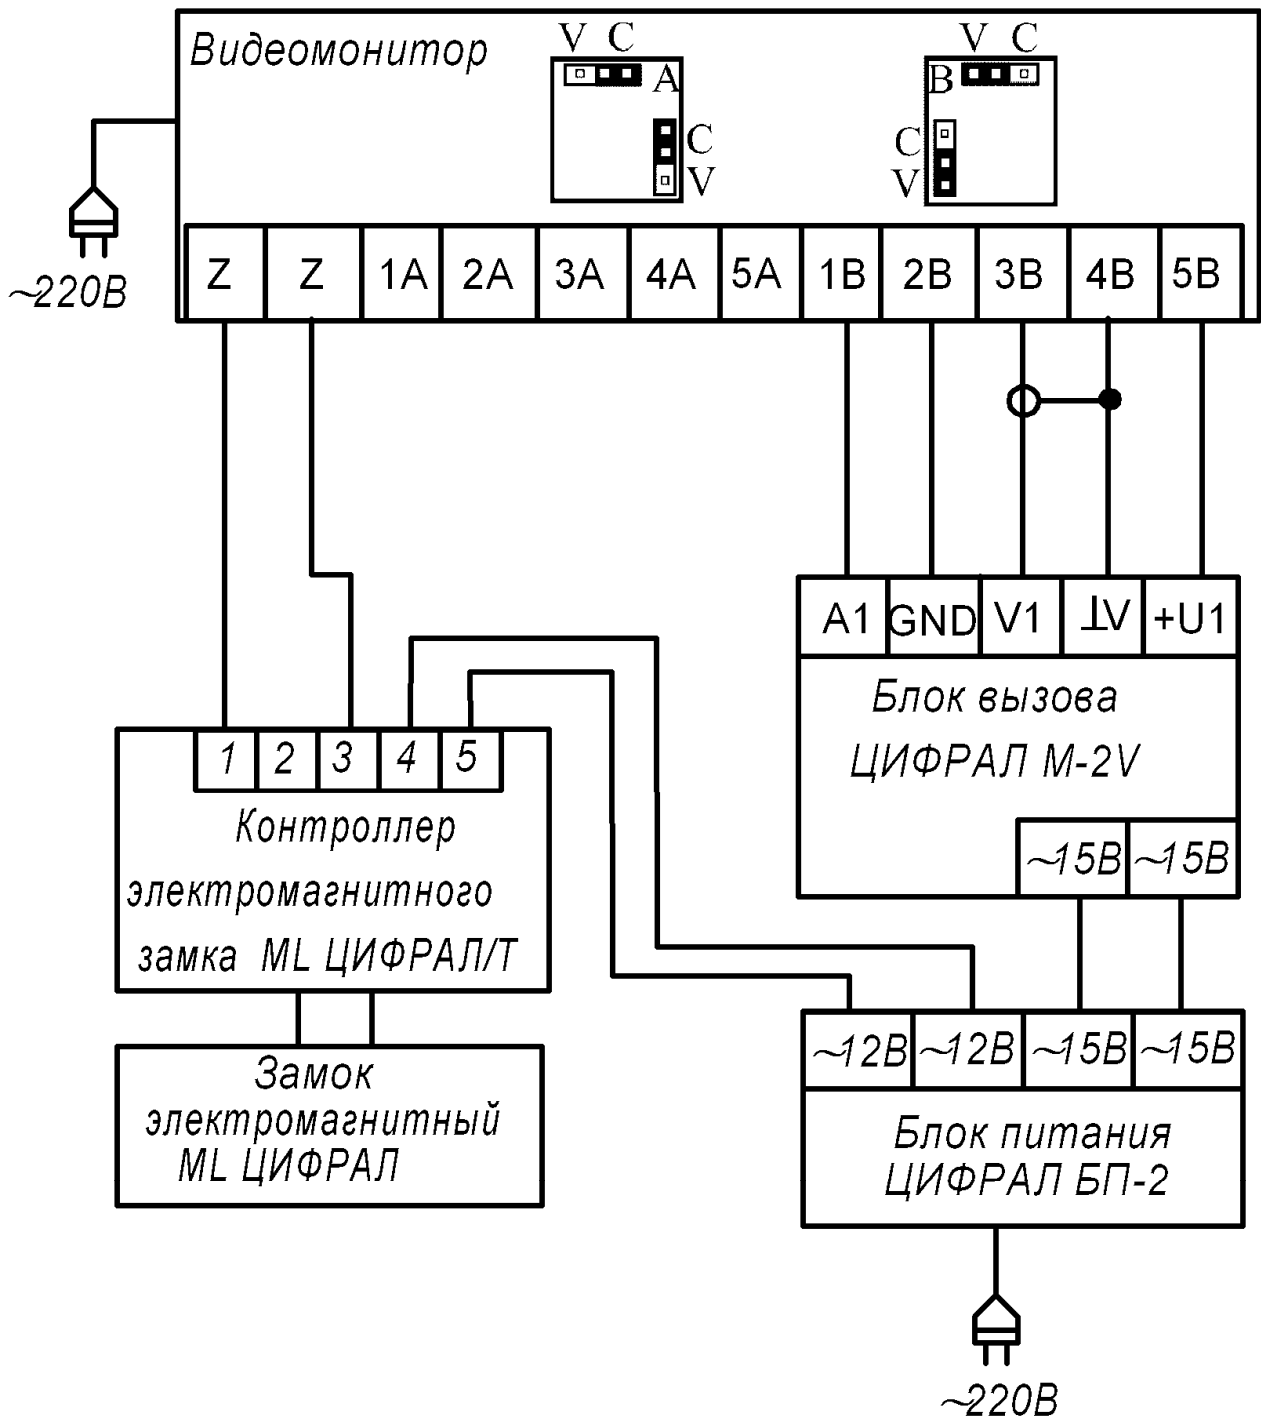 Видеомонитор
V C
A
C
V
V C
B
C
V
~220В
Z Z 1A 2A 3A 4A 5A 1B 2B 3B 4B 5B
A1 GND V1 ⊥V +U1
Блок вызова
ЦИФРАЛ М-2V
~15В ~15В
1 2 3 4 5
Контроллер
электромагнитного
замка ML ЦИФРАЛ/Т
Замок
электромагнитный
ML ЦИФРАЛ
~12В ~12В ~15В ~15В
Блок питания
ЦИФРАЛ БП-2
~220В